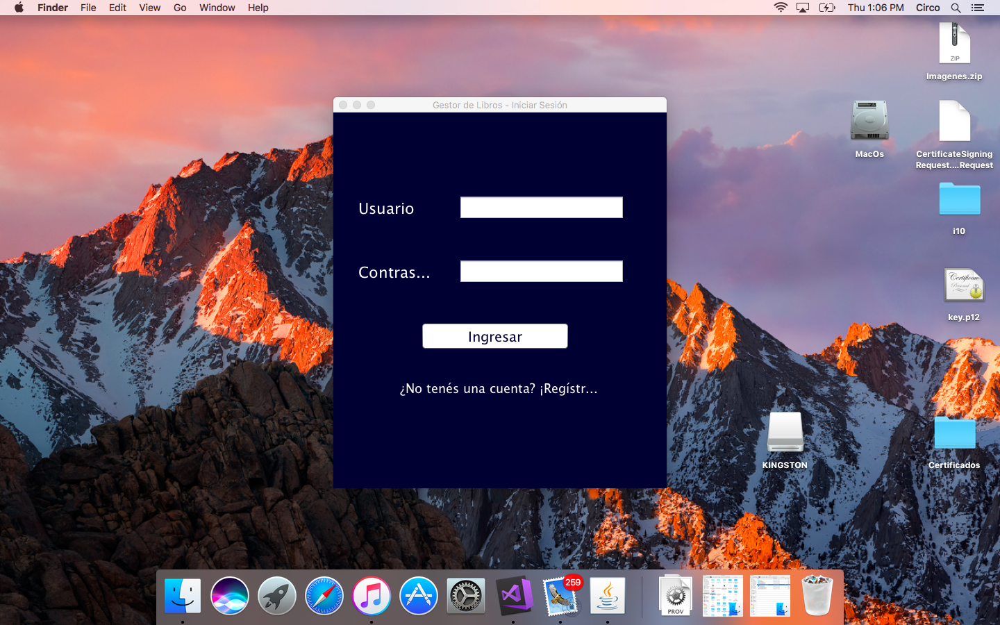 Finder File Edit View Go Window Help Thu 1:06 PM Circo
ZIP
Imagenes.zip
MacOs
CertificateSigning
Request....Request
i10
Certificate
Personal
key.p12
KINGSTON
Certificados
Gestor de Libros - Iniciar Sesión
Usuario
Contras...
Ingresar
¿No tenés una cuenta? ¡Regístr...
259
PROV